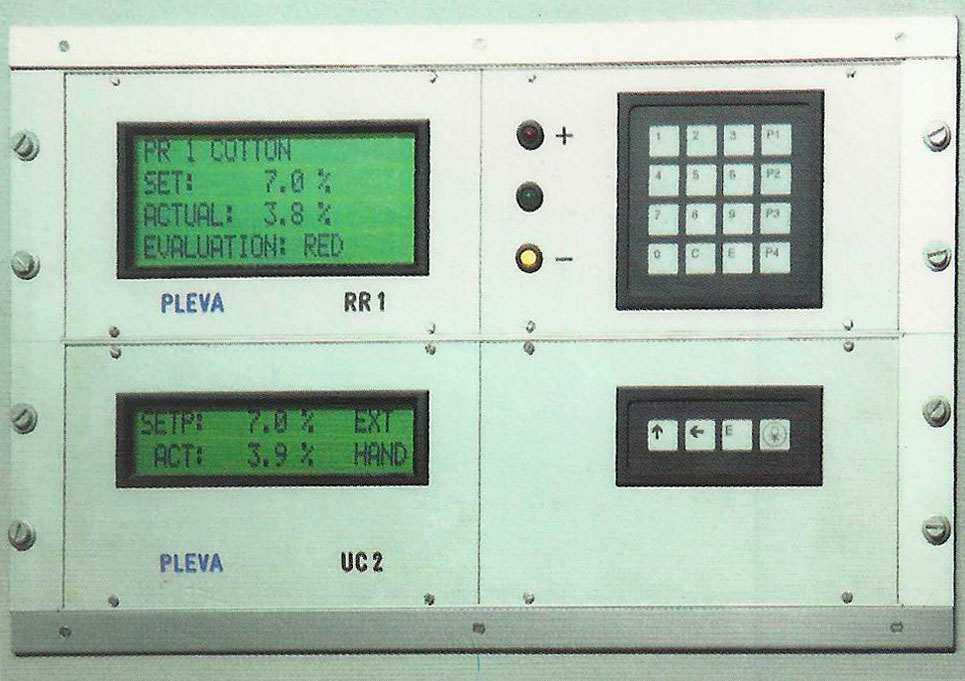 PR 1 COTTON
SET: 7.0 %
ACTUAL: 3.8 %
EVALUATION: RED
PLEVA RR 1
+
-
1 2 3 P1
4 5 6 P2
7 8 9 P3
0 C E P4
SETP: 7.0 % EXT
ACT: 3.9 % HAND
↑ ← E
PLEVA UC 2